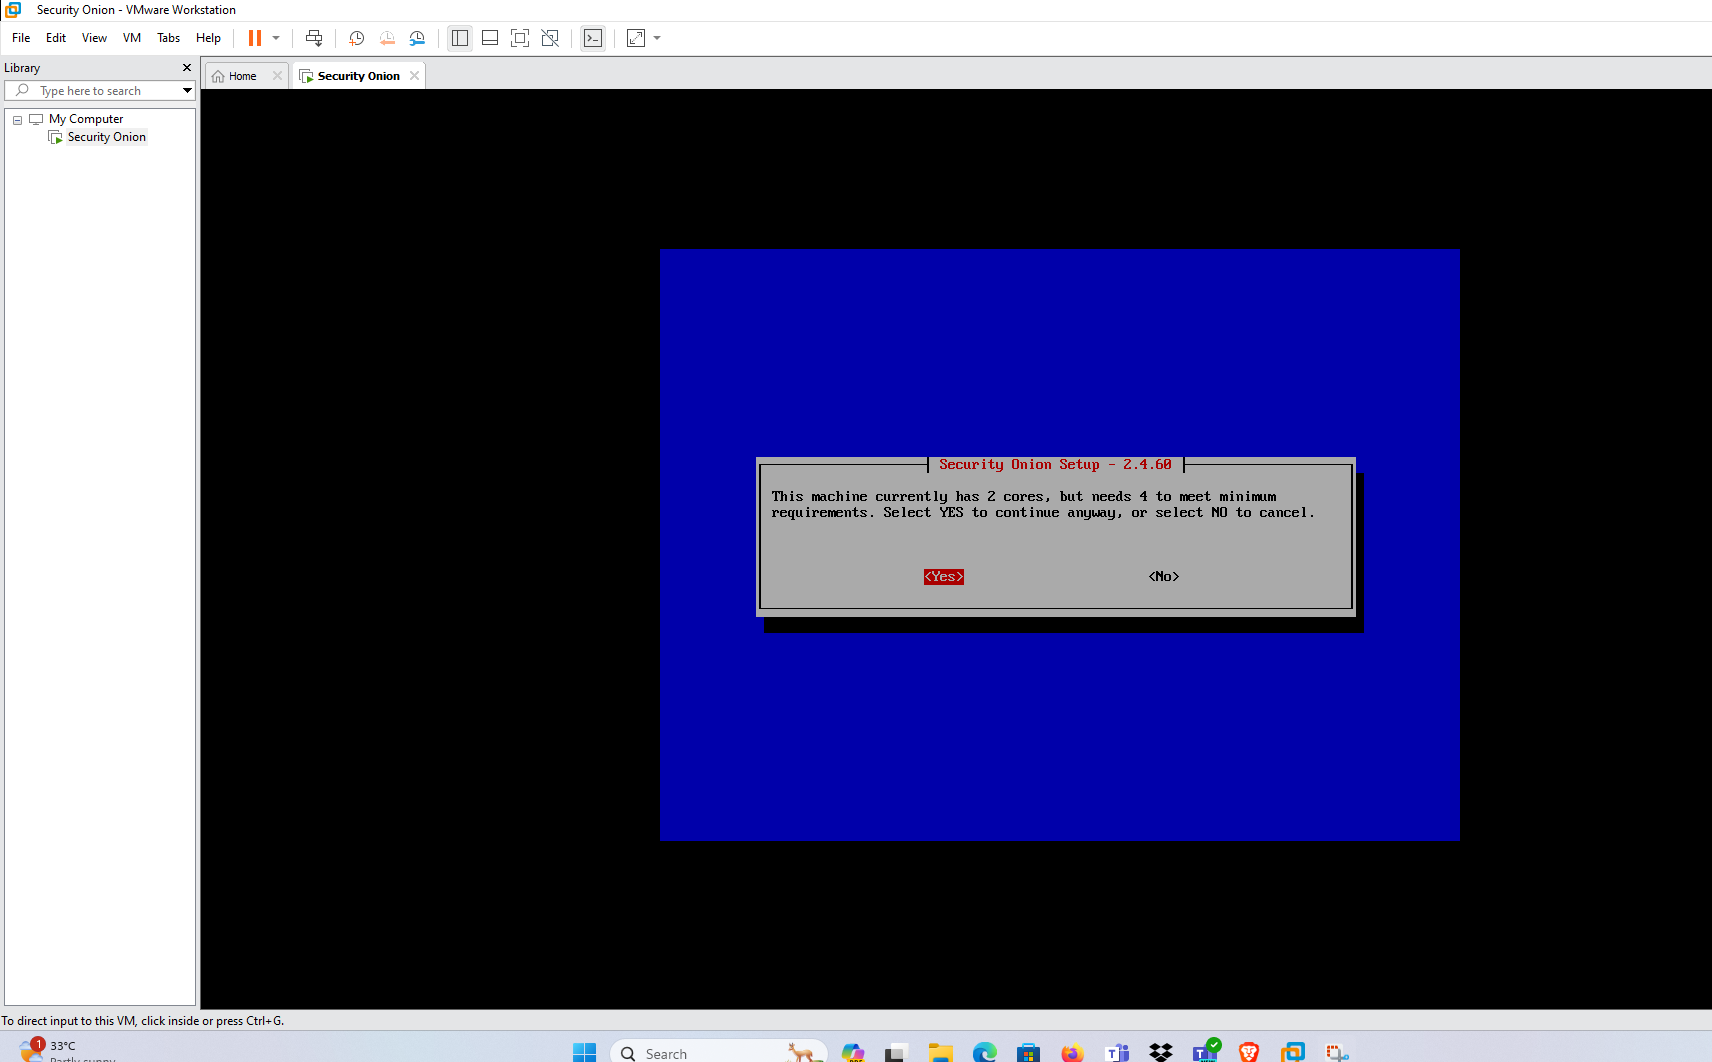 Security Onion - VMware Workstation
File Edit View VM Tabs Help
Library
Home
Security Onion
Type here to search
My Computer
Security Onion
Security Onion Setup - 2.4.60
This machine currently has 2 cores, but needs 4 to meet minimum
requirements. Select YES to continue anyway, or select NO to cancel.
<Yes> <No>
To direct input to this VM, click inside or press Ctrl+G.
1
33°C
Partly sunny
Search